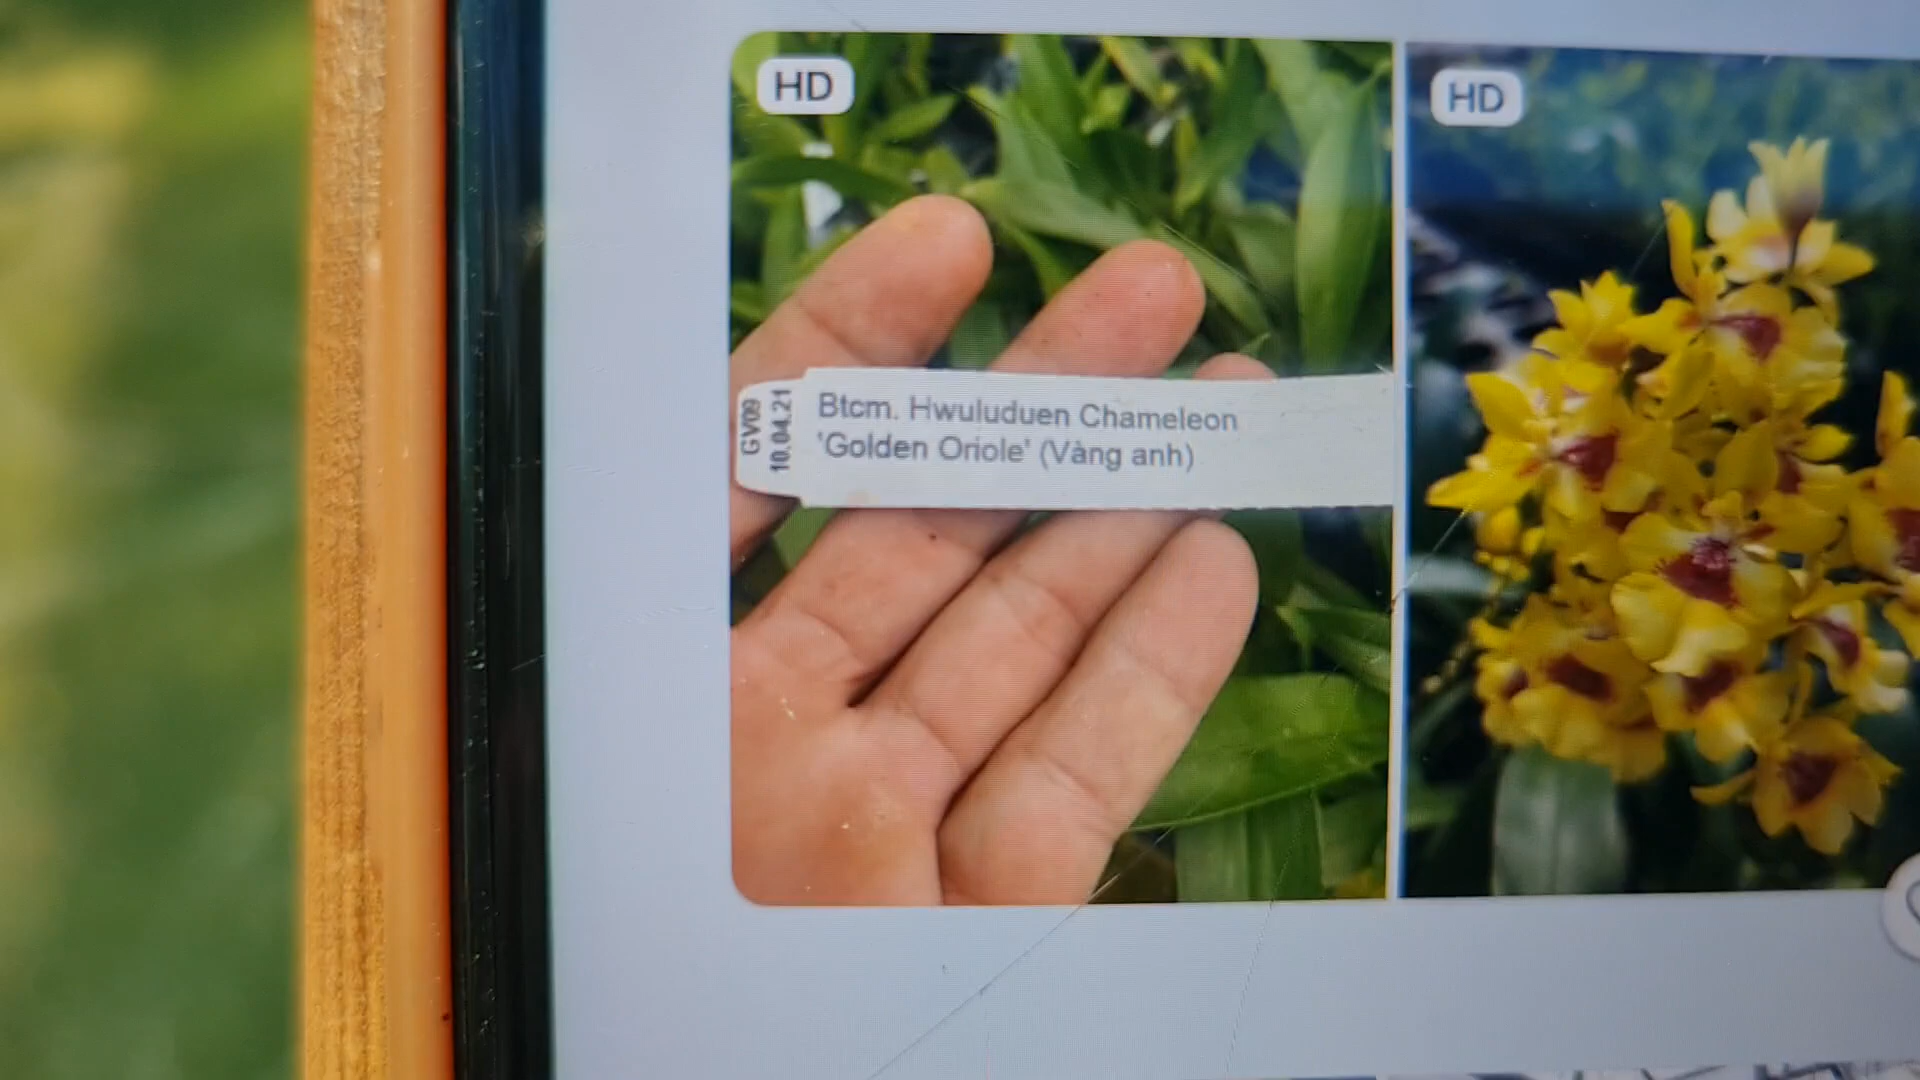 HD
HD
GV09
10.04.21
Btcm. Hwuluduen Chameleon
'Golden Oriole' (Vàng anh)